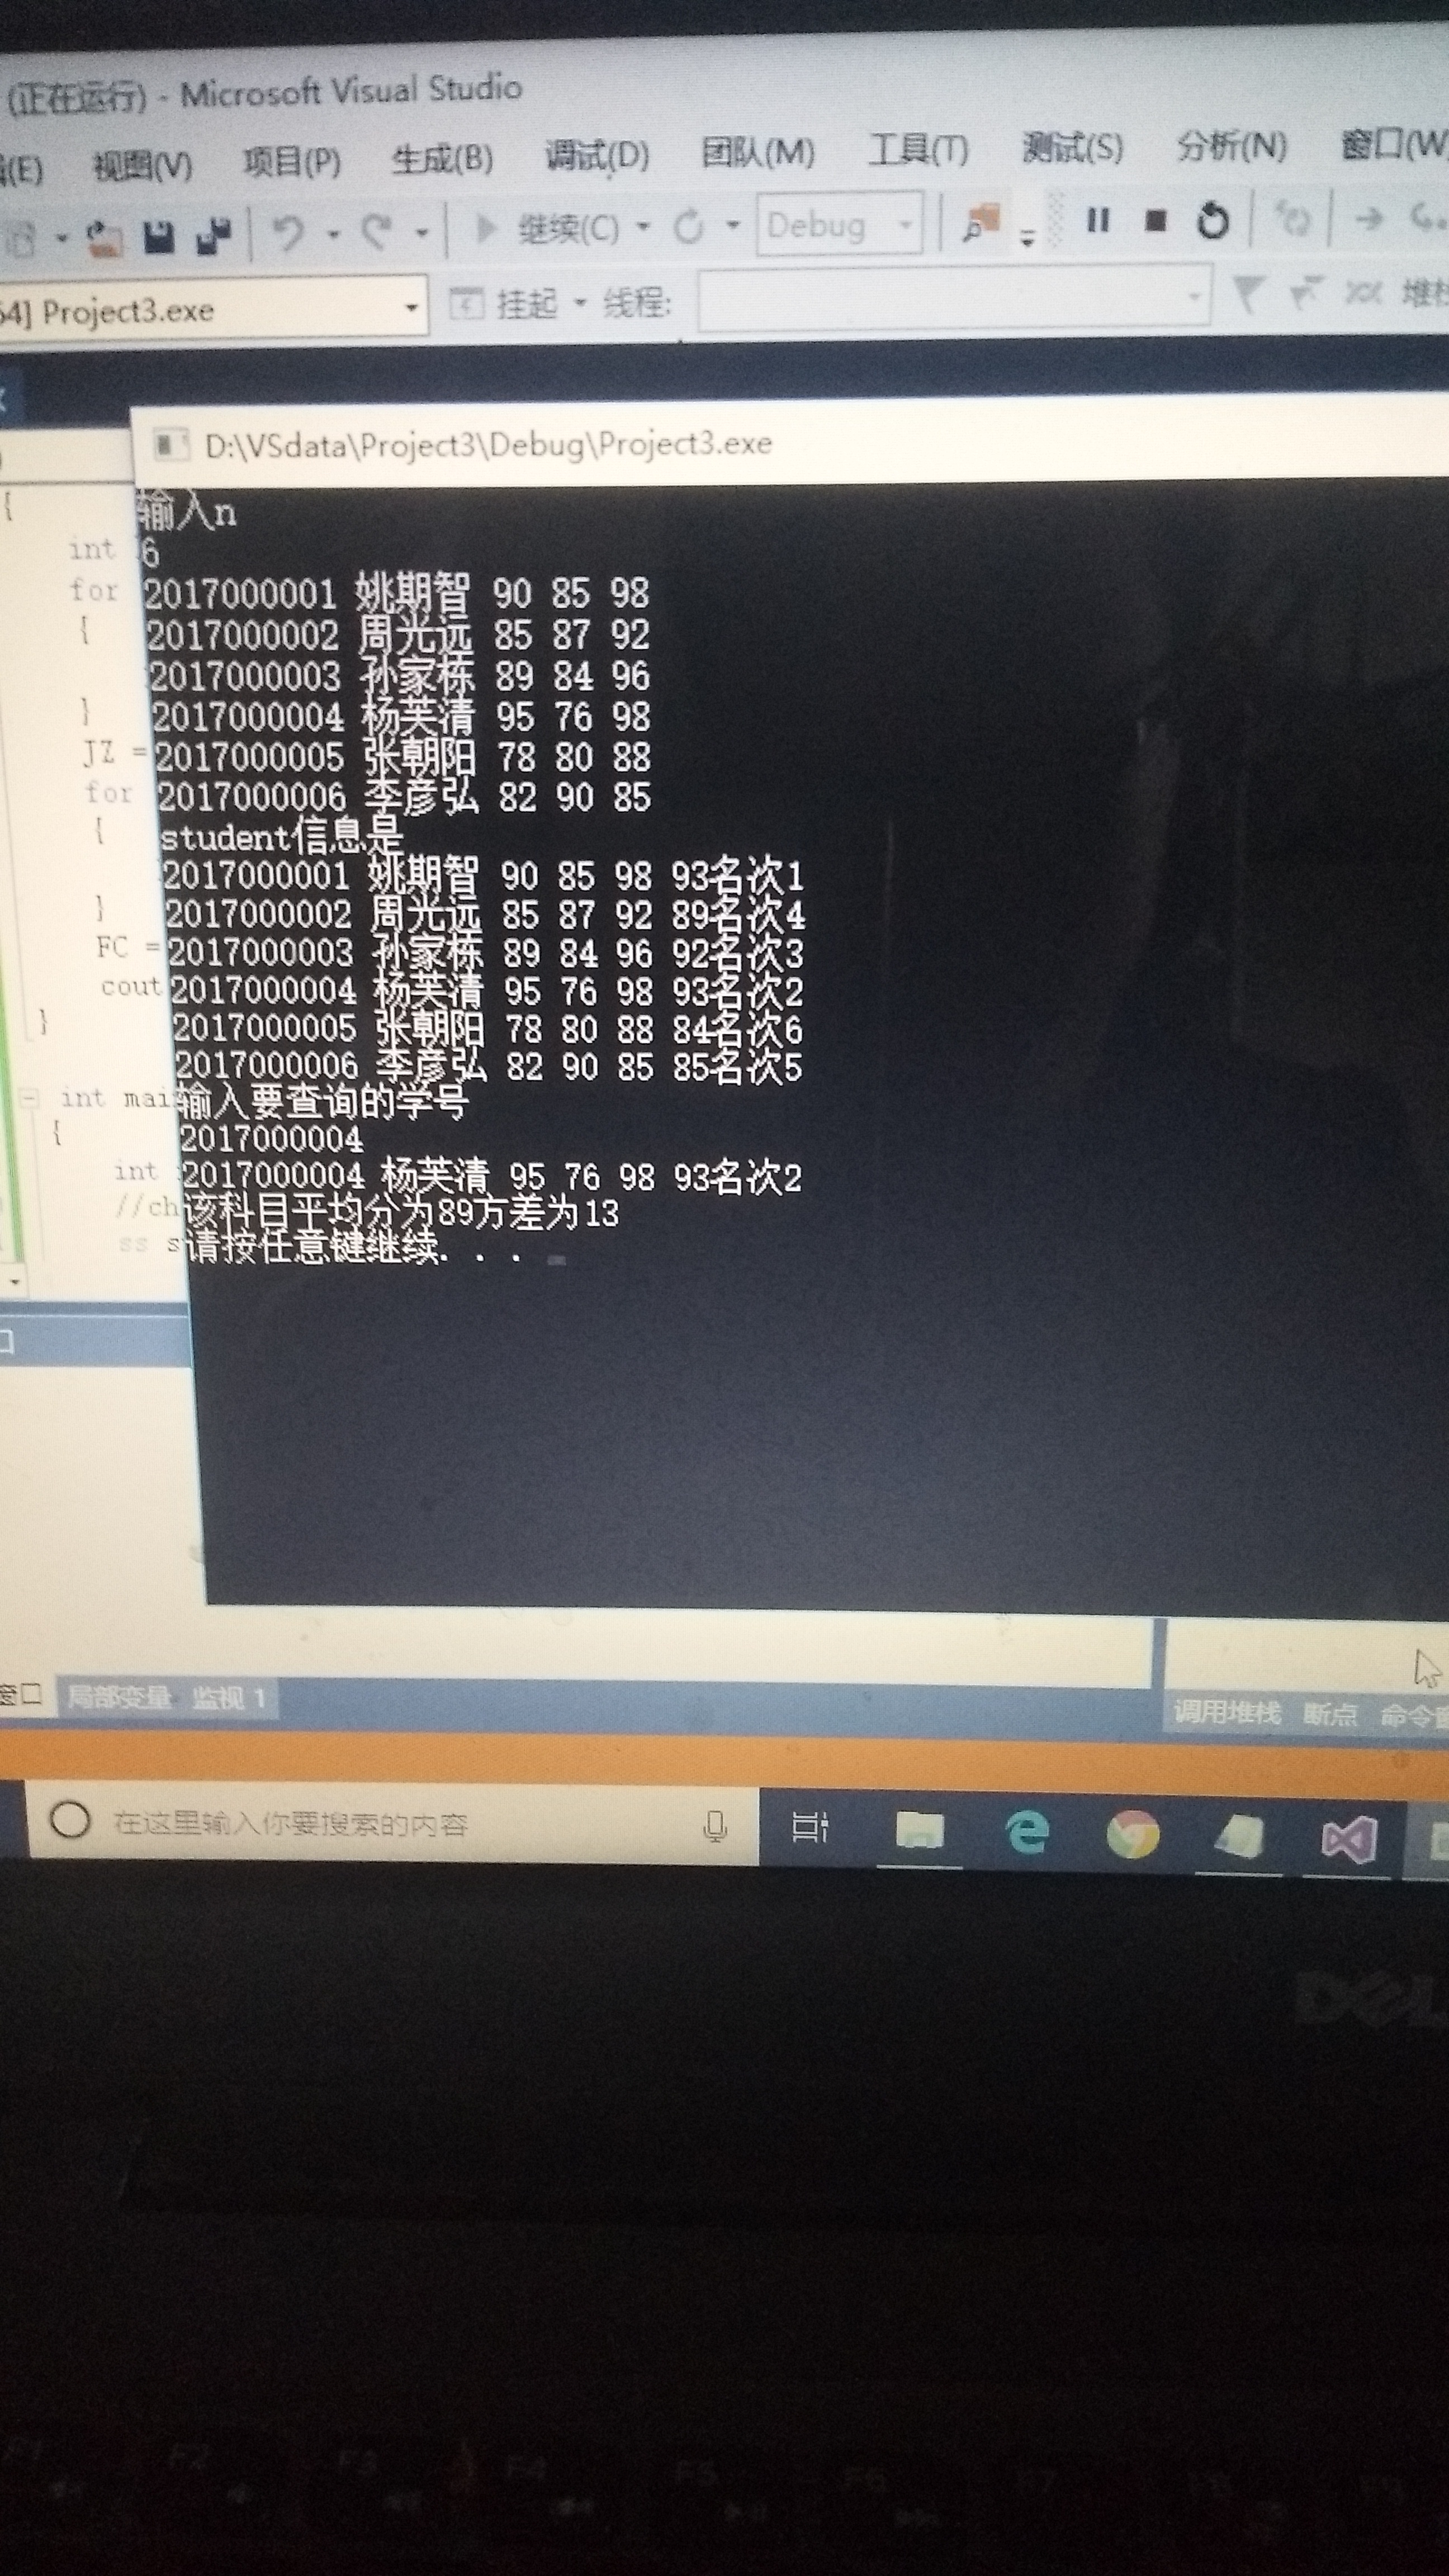 (正在运行) - Microsoft Visual Studio
(E) 视图(V) 项目(P) 生成(B) 调试(D) 团队(M) 工具(T) 测试(S) 分析(N) 窗口(W
继续(C) Debug
64] Project3.exe 挂起 线程: 堆栈
D:\VSdata\Project3\Debug\Project3.exe
{ 输入n
int 6
for 2017000001 姚期智 90 85 98
{ 2017000002 周光远 85 87 92
2017000003 孙家栋 89 84 96
} 2017000004 杨芙清 95 76 98
JZ = 2017000005 张朝阳 78 80 88
for 2017000006 李彦弘 82 90 85
{ student信息是
2017000001 姚期智 90 85 98 93名次1
} 2017000002 周光远 85 87 92 89名次4
FC = 2017000003 孙家栋 89 84 96 92名次3
cout 2017000004 杨芙清 95 76 98 93名次2
} 2017000005 张朝阳 78 80 88 84名次6
2017000006 李彦弘 82 90 85 85名次5
int mai 输入要查询的学号
{ 2017000004
int 2017000004 杨芙清 95 76 98 93名次2
//ch 该科目平均分为89方差为13
ss s 请按任意键继续. . .
窗口 局部变量 监视 1
调用堆栈 断点 命令窗
在这里输入你要搜索的内容
DELL
F2 F3 F4 F5 F6 F7